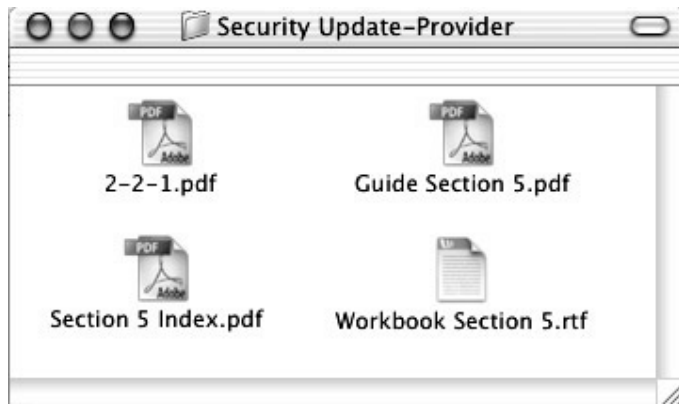 Security Update-Provider
PDF
Adobe
2-2-1.pdf
PDF
Adobe
Guide Section 5.pdf
PDF
Adobe
Section 5 Index.pdf
Workbook Section 5.rtf